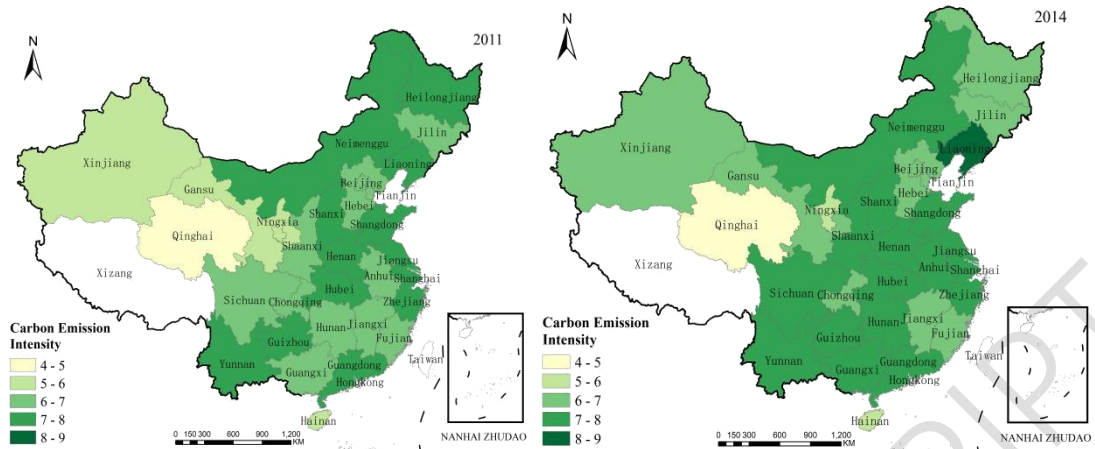 2011
N
Heilongjiang
Jilin
Neimenggu
Liaoning
Xinjiang
Gansu
Beijing
Tianjin
Hebei
Ningxia
Shanxi
Shangdong
Qinghai
Shaanxi
Henan
Jiengsu
Xizang
Anhui
Shanghai
Hubei
Sichuan
Chongqing
Zhejiang
Hunan
Jiangxi
Guizhou
Fujian
Yunnan
Guangxi
Guangdong
Taiwan
Hongkong
Hainan
Carbon Emission
Intensity
4 - 5
5 - 6
6 - 7
7 - 8
8 - 9
0 150 300 600 900 1,200
KM
NANHAI ZHUDAO
2014
N
Heilongjiang
Jilin
Neimenggu
Liaoning
Xinjiang
Gansu
Beijing
Tianjin
Hebei
Ningxia
Shanxi
Shangdong
Qinghai
Shaanxi
Henan
Jiangsu
Xizang
Anhui
Shanghai
Hubei
Sichuan
Chongqing
Zhejiang
Hunan
Jiangxi
Guizhou
Fujian
Yunnan
Guangxi
Guangdong
Taiwan
Hongkong
Hainan
Carbon Emission
Intensity
4 - 5
5 - 6
6 - 7
7 - 8
8 - 9
0 150 300 600 900 1,200
KM
NANHAI ZHUDAO
RIPT